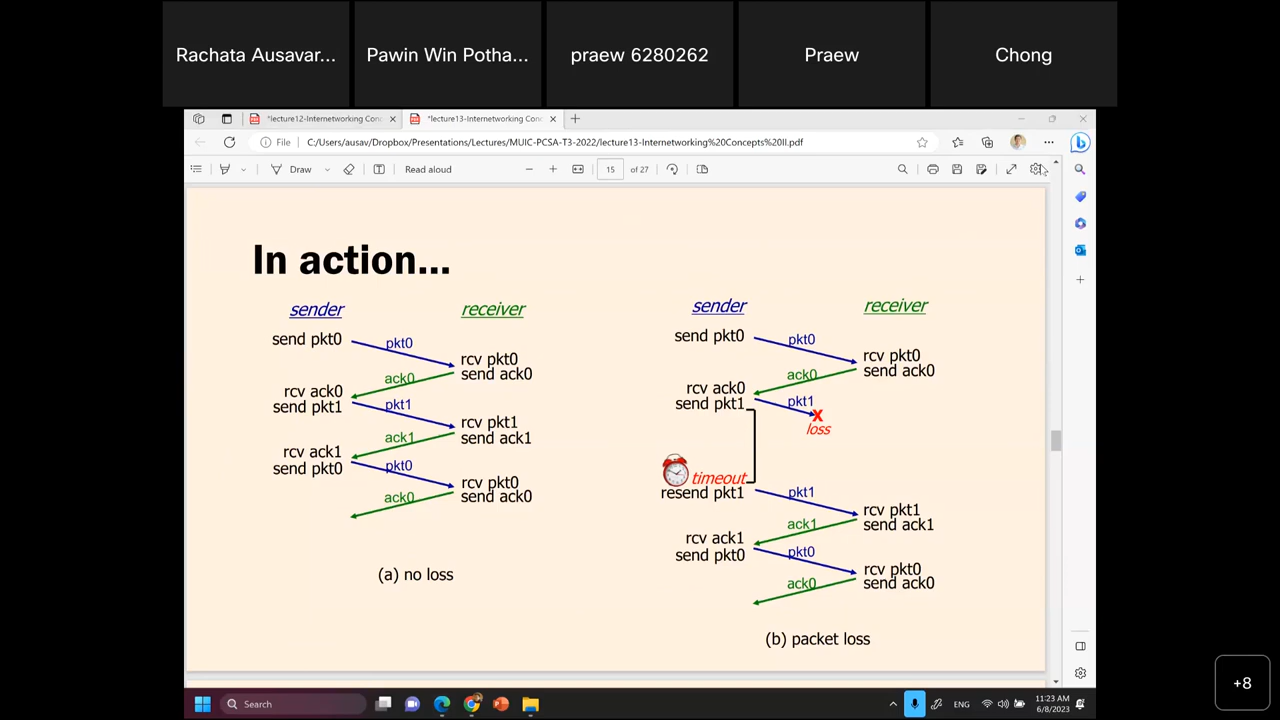 Rachata Ausavar...
Pawin Win Potha...
praew 6280262
Praew
Chong
*lecture12-Internetworking Conc
*lecture13-Internetworking Conc
File
C:/Users/ausav/Dropbox/Presentations/Lectures/MUIC-PCSA-T3-2022/lecture13-Internetworking%20Concepts%20II.pdf
Draw
Read aloud
15
of 27
In action...
sender
receiver
send pkt0
pkt0
rcv pkt0
send ack0
ack0
rcv ack0
send pkt1
pkt1
rcv pkt1
send ack1
ack1
rcv ack1
send pkt0
pkt0
rcv pkt0
send ack0
ack0
(a) no loss
sender
receiver
send pkt0
pkt0
rcv pkt0
send ack0
ack0
rcv ack0
send pkt1
pkt1
X
loss
timeout
resend pkt1
pkt1
rcv pkt1
send ack1
ack1
rcv ack1
send pkt0
pkt0
rcv pkt0
send ack0
ack0
(b) packet loss
Search
ENG
11:23 AM
6/8/2023
+8